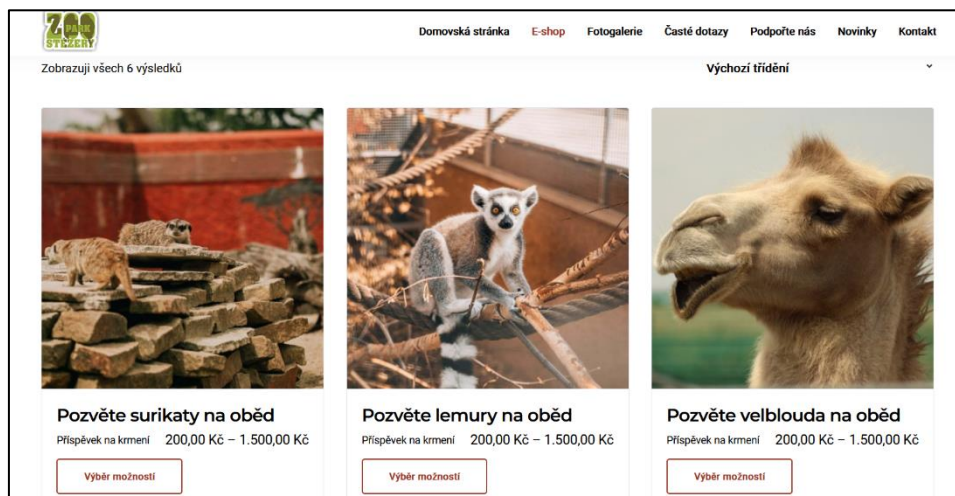 ZOO
PARK
STĚŽERY
Domovská stránka E-shop Fotogalerie Časté dotazy Podpořte nás Novinky Kontakt
Zobrazuji všech 6 výsledků Výchozí třídění
Pozvěte surikaty na oběd Pozvěte lemury na oběd Pozvěte velblouda na oběd
Příspěvek na krmení 200,00 Kč – 1.500,00 Kč Příspěvek na krmení 200,00 Kč – 1.500,00 Kč Příspěvek na krmení 200,00 Kč – 1.500,00 Kč
Výběr možností Výběr možností Výběr možností